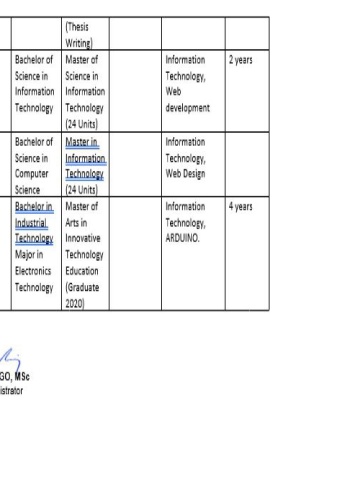 (Thesis
Writing)
Bachelor of
Science in
Information
Technology
Master of
Science in
Information
Technology
(24 Units)
Information
Technology,
Web
development
2 years
Bachelor of
Science in
Computer
Science
Master in
Information
Technology
(24 Units)
Information
Technology,
Web Design
Bachelor in
Industrial
Technology
Major in
Electronics
Technology
Master of
Arts in
Innovative
Technology
Education
(Graduate
2020)
Information
Technology,
ARDUINO.
4 years
GO, MSc
istrator